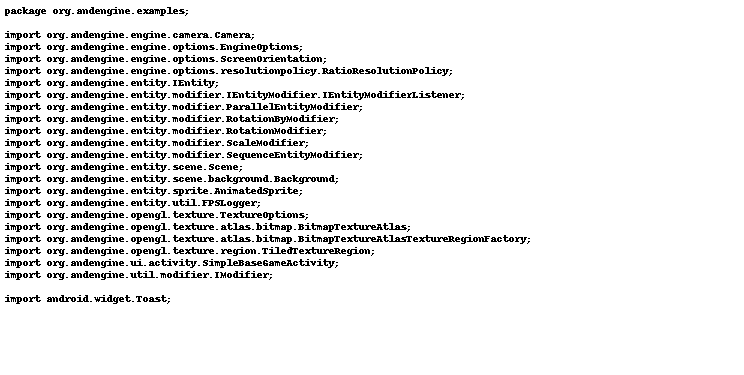 package org.andengine.examples;

import org.andengine.engine.camera.Camera;
import org.andengine.engine.options.EngineOptions;
import org.andengine.engine.options.ScreenOrientation;
import org.andengine.engine.options.resolutionpolicy.RatioResolutionPolicy;
import org.andengine.entity.IEntity;
import org.andengine.entity.modifier.IEntityModifier.IEntityModifierListener;
import org.andengine.entity.modifier.ParallelEntityModifier;
import org.andengine.entity.modifier.RotationByModifier;
import org.andengine.entity.modifier.RotationModifier;
import org.andengine.entity.modifier.ScaleModifier;
import org.andengine.entity.modifier.SequenceEntityModifier;
import org.andengine.entity.scene.Scene;
import org.andengine.entity.scene.background.Background;
import org.andengine.entity.sprite.AnimatedSprite;
import org.andengine.entity.util.FPSLogger;
import org.andengine.opengl.texture.TextureOptions;
import org.andengine.opengl.texture.atlas.bitmap.BitmapTextureAtlas;
import org.andengine.opengl.texture.atlas.bitmap.BitmapTextureAtlasTextureRegionFactory;
import org.andengine.opengl.texture.region.TiledTextureRegion;
import org.andengine.ui.activity.SimpleBaseGameActivity;
import org.andengine.util.modifier.IModifier;

import android.widget.Toast;